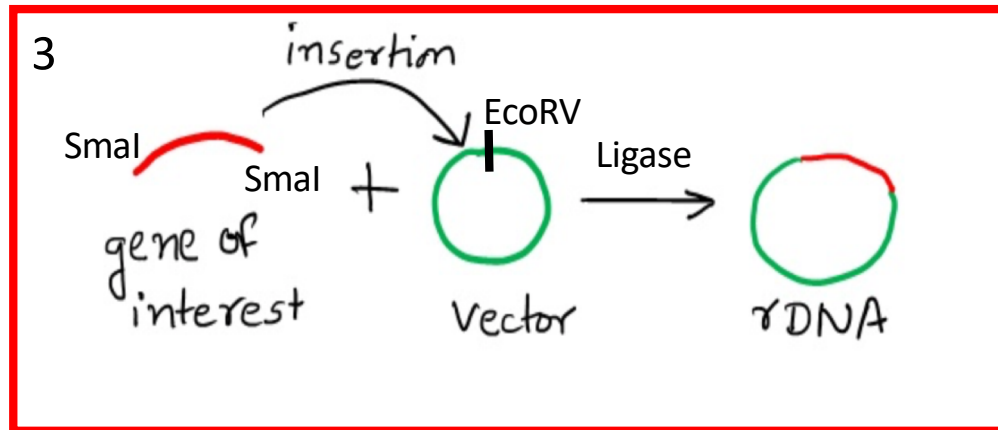 3
insertion
EcoRV
SmaI
SmaI
+
Ligase
gene of
interest
vector
rDNA